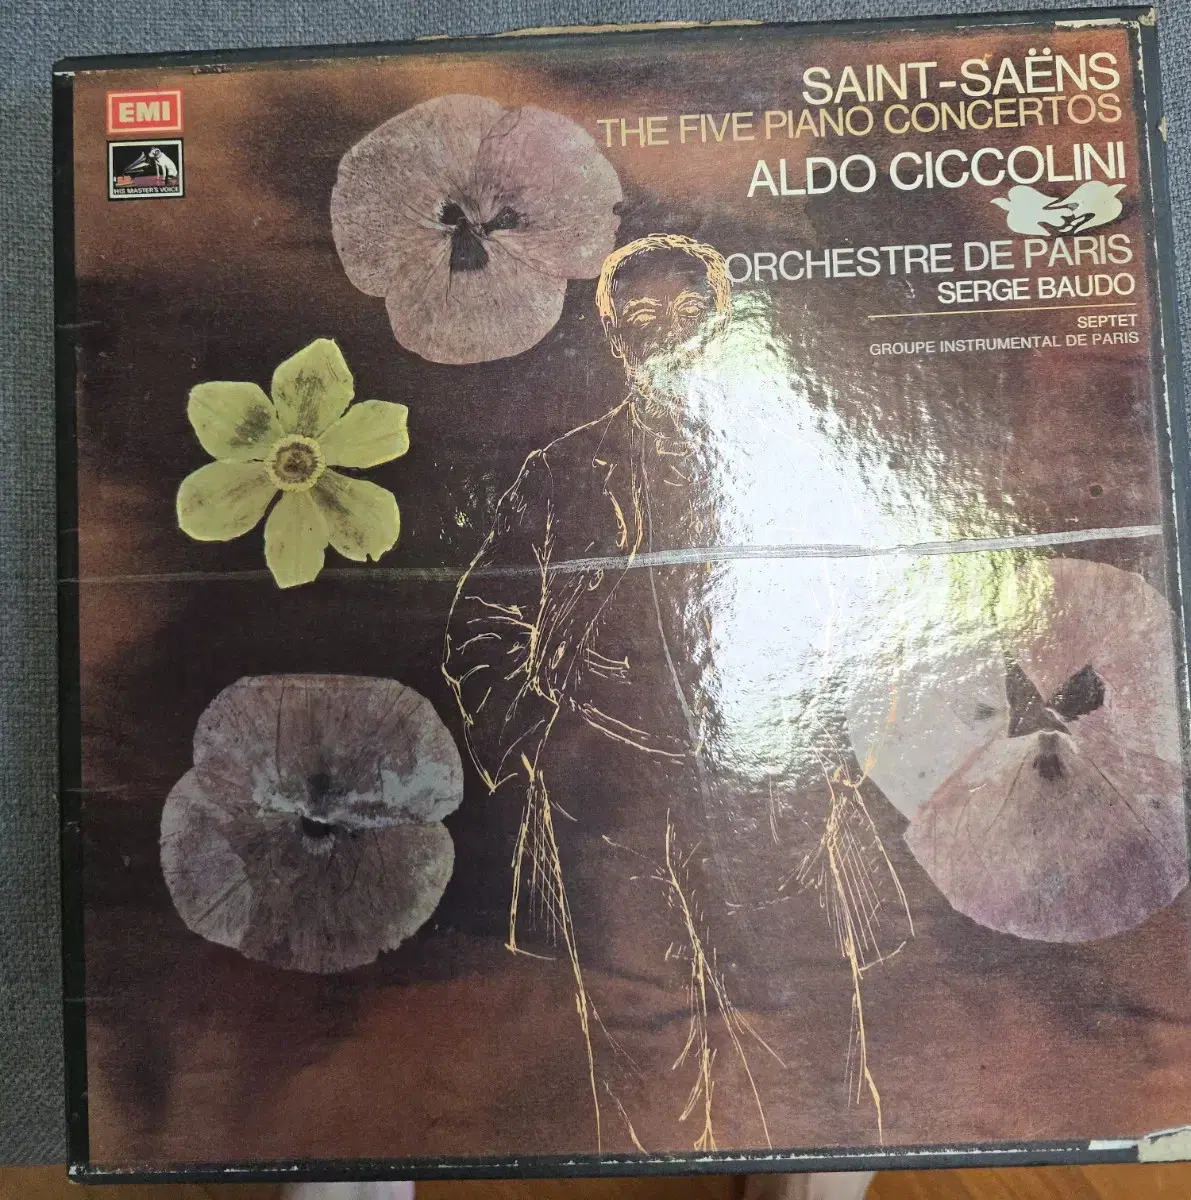 EMI
HIS MASTER'S VOICE
SAINT-SAËNS
THE FIVE PIANO CONCERTOS
ALDO CICCOLINI
ORCHESTRE DE PARIS
SERGE BAUDO
SEPTET
GROUPE INSTRUMENTAL DE PARIS